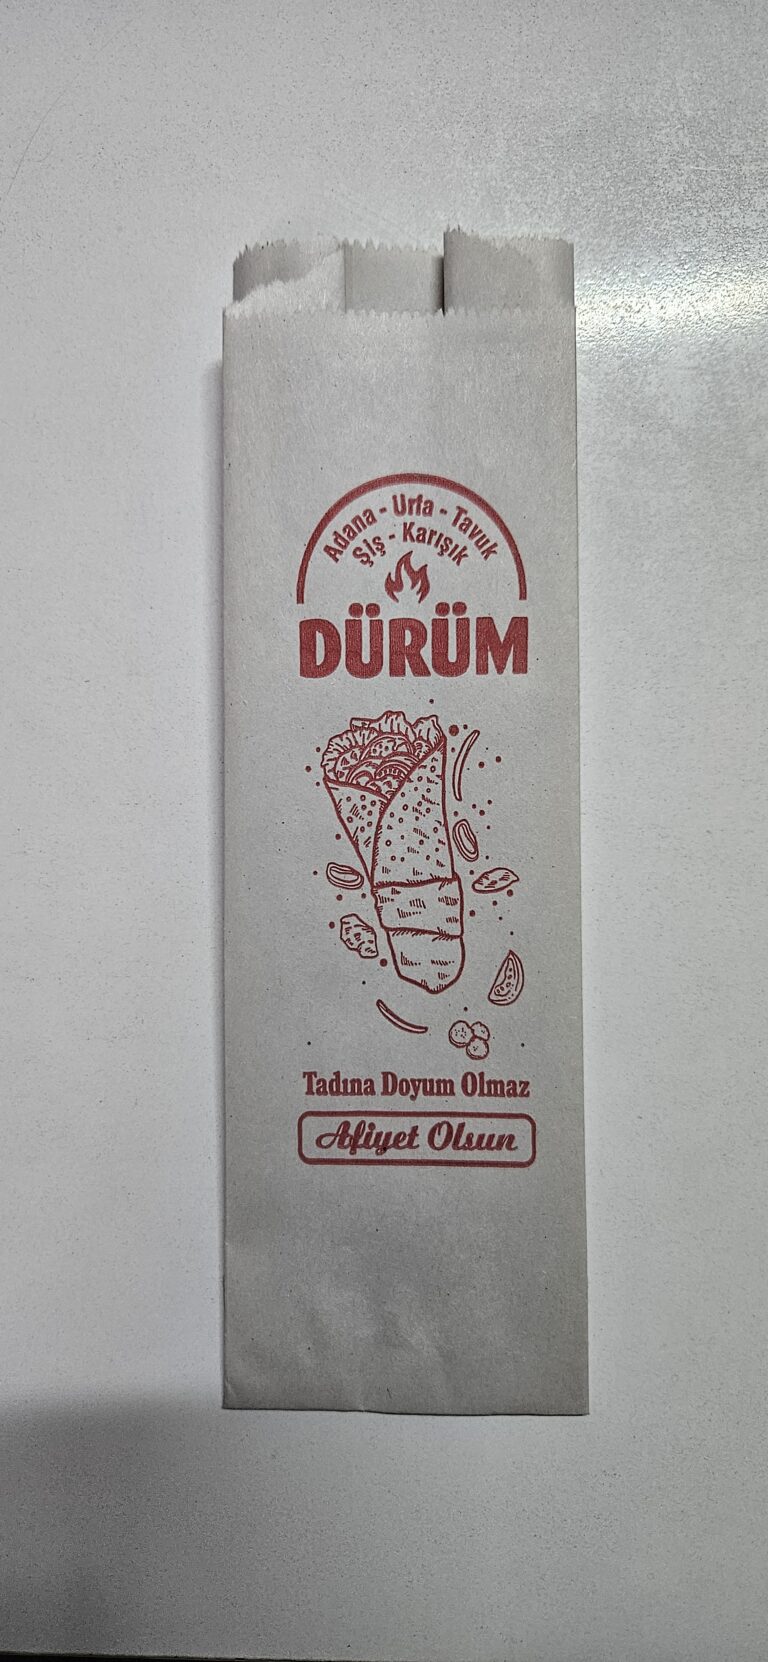 Adana - Urfa - Tavuk
Şiş - Karışık
DÜRÜM
Tadına Doyum Olmaz
Afiyet Olsun